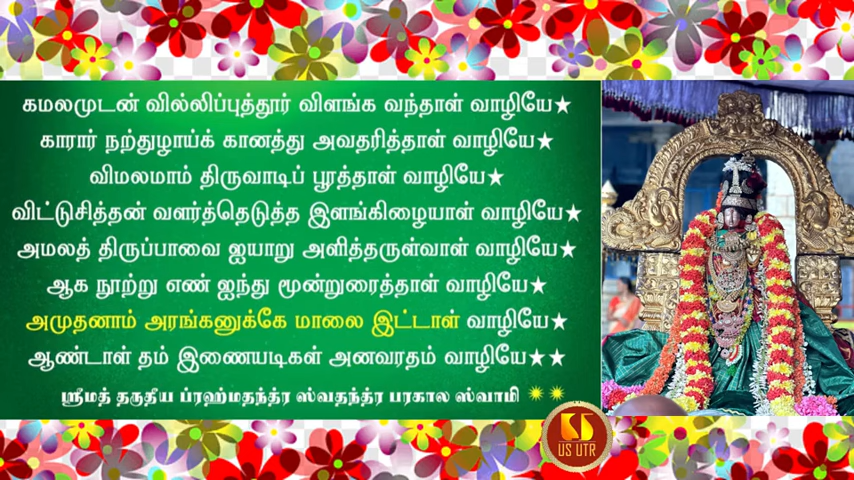 கமலமுடன் வில்லிப்புத்தூர் விளங்க வந்தாள் வாழியே★
காரார் நற்துழாய்க் கானத்து அவதரித்தாள் வாழியே★
விமலமாம் திருவாடிப் பூரத்தாள் வாழியே★
விட்டுசித்தன் வளர்த்தெடுத்த இளங்கிழையாள் வாழியே★
அமலத் திருப்பாவை ஐயாறு அளித்தருள்வாள் வாழியே★
ஆக நூற்று எண் ஐந்து மூன்றுரைத்தாள் வாழியே★
அமுதனாம் அரங்கனுக்கே மாலை இட்டாள் வாழியே★
ஆண்டாள் தம் இணையடிகள் அனவரதம் வாழியே★★
ஸ்ரீமத் த்ருதீய ப்ரஹ்மதந்த்ர ஸ்வதந்த்ர பரகால ஸ்வாமி
US UTR